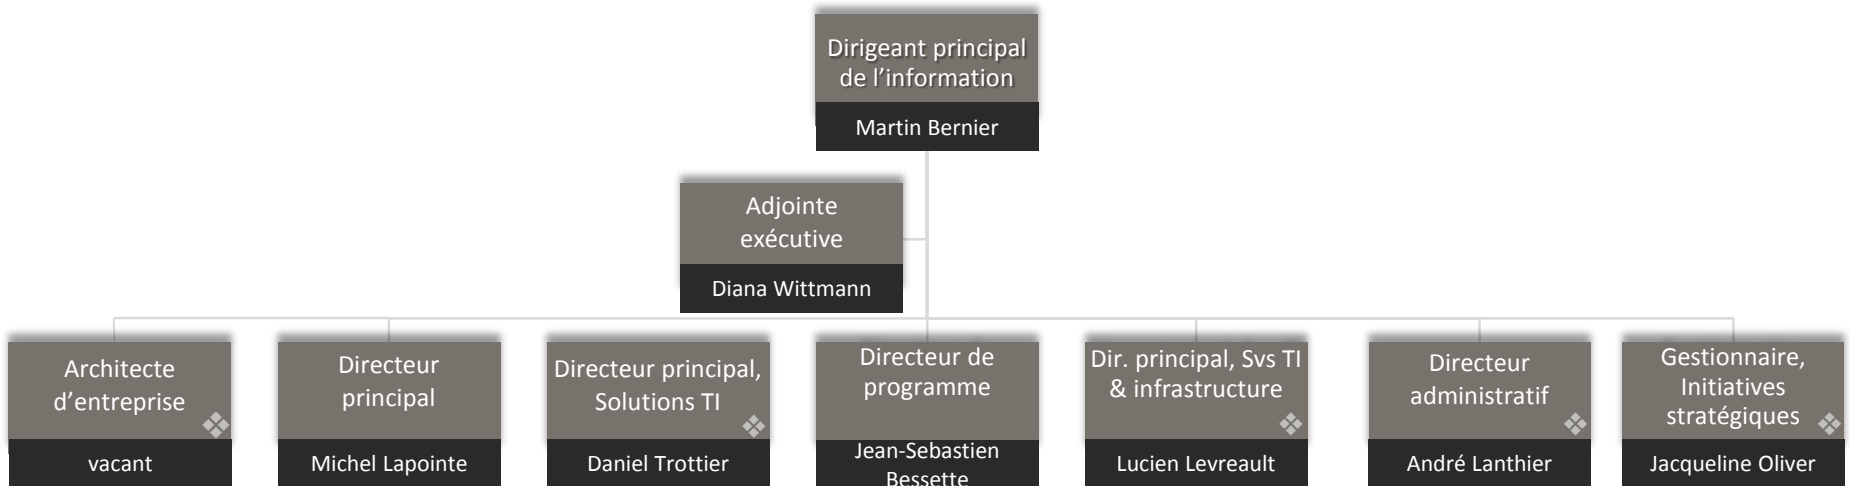 Dirigeant principal
de l’information
Martin Bernier
Adjointe
exécutive
Diana Wittmann
Architecte
d’entreprise
vacant
Directeur
principal
Michel Lapointe
Directeur principal,
Solutions TI
Daniel Trottier
Directeur de
programme
Jean-Sebastien
Bessette
Dir. principal, Svs TI
& infrastructure
Lucien Levreault
Directeur
administratif
André Lanthier
Gestionnaire,
Initiatives
stratégiques
Jacqueline Oliver